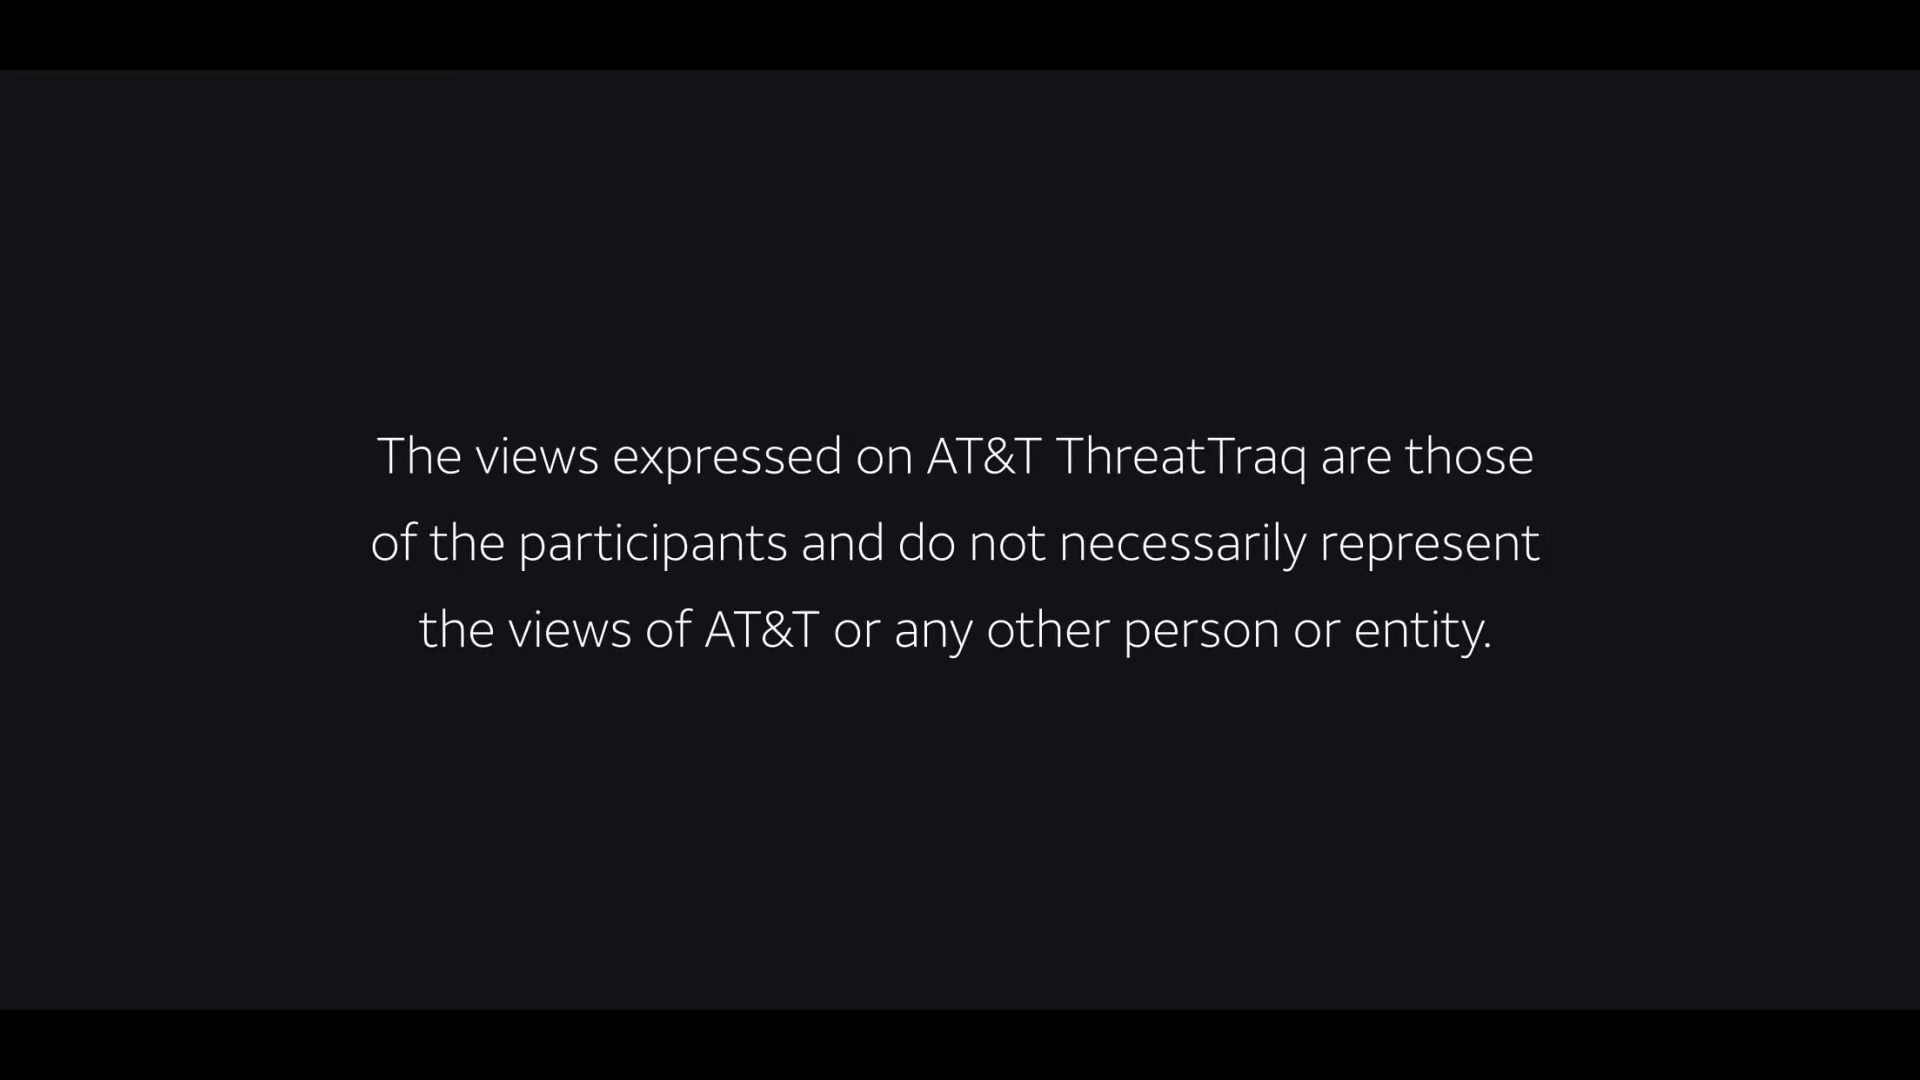 The views expressed on AT&T ThreatTraq are those
of the participants and do not necessarily represent
the views of AT&T or any other person or entity.